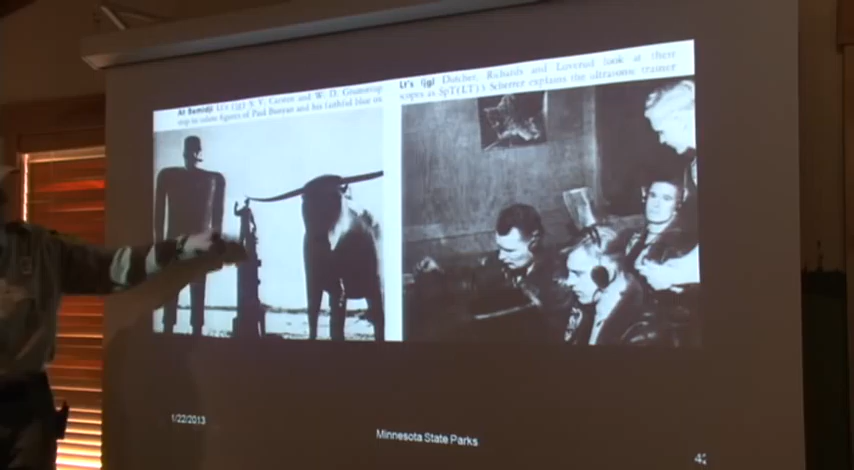 At Bemidji Lt's (jg) S. V. Carsten and W. D.
stop to salute figures of Paul Bunyan and his faithful blue ox
Lt's (jg) Dutcher, Richards and Loverud look at their
scopes as SpT(LT)3 Scherrer explains the ultrasonic trainer
1/22/2013
Minnesota State Parks
42